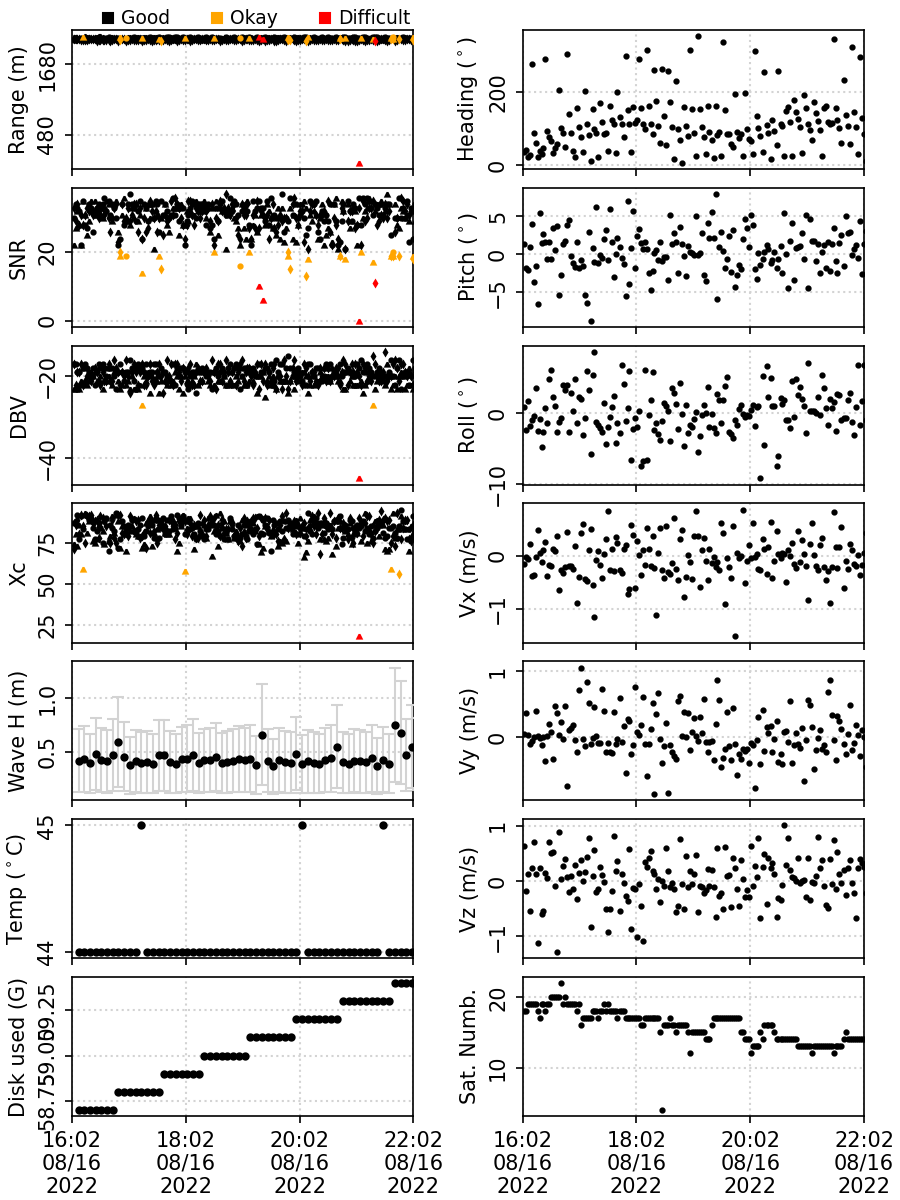 Good Okay Difficult
Range (m)
1680
480
Heading (°)
200
0
SNR
20
0
Pitch (°)
5
0
−5
DBV
−20
−40
Roll (°)
0
−10
Xc
75
50
25
Vx (m/s)
0
−1
Wave H (m)
1.0
0.5
Vy (m/s)
1
0
Temp (°C)
45
44
Vz (m/s)
1
0
−1
Disk used (G)
59.25
59.00
58.75
Sat. Numb.
20
10
16:02 18:02 20:02 22:02 16:02 18:02 20:02 22:02
08/16 08/16 08/16 08/16 08/16 08/16 08/16 08/16
2022 2022 2022 2022 2022 2022 2022 2022